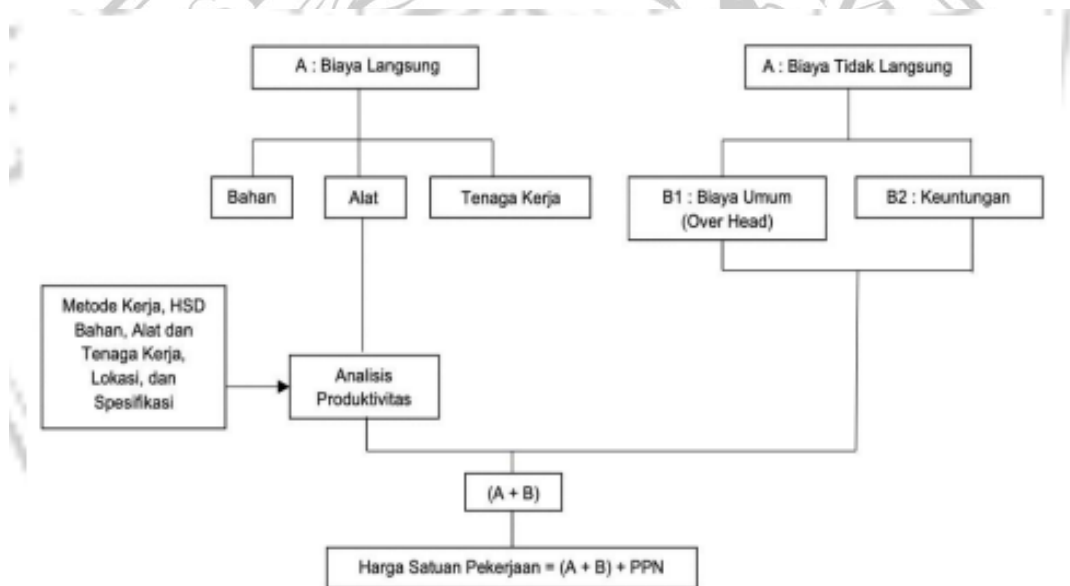 A : Biaya Langsung
A : Biaya Tidak Langsung
Bahan
Alat
Tenaga Kerja
B1 : Biaya Umum
(Over Head)
B2 : Keuntungan
Metode Kerja, HSD
Bahan, Alat dan
Tenaga Kerja,
Lokasi, dan
Spesifikasi
Analisis
Produktivitas
(A + B)
Harga Satuan Pekerjaan = (A + B) + PPN